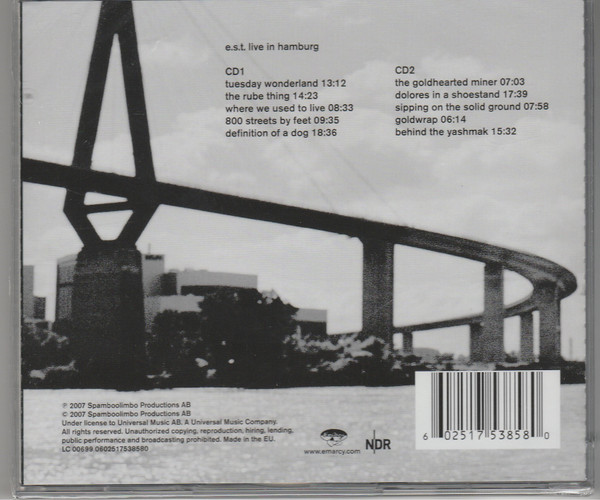 e.s.t. live in hamburg
CD1
tuesday wonderland 13:12
the rube thing 14:23
where we used to live 08:33
800 streets by feet 09:35
definition of a dog 18:36
CD2
the goldhearted miner 07:03
dolores in a shoestand 17:39
sipping on the solid ground 07:58
goldwrap 06:14
behind the yashmak 15:32
℗ 2007 Spamboolimbo Productions AB
© 2007 Spamboolimbo Productions AB
Under license to Universal Music AB. A Universal Music Company.
All rights reserved. Unauthorized copying, reproduction, hiring, lending,
public performance and broadcasting prohibited. Made in the EU.
LC 00699 0602517538580
www.emarcy.com
NDR
6 02517 53858 0